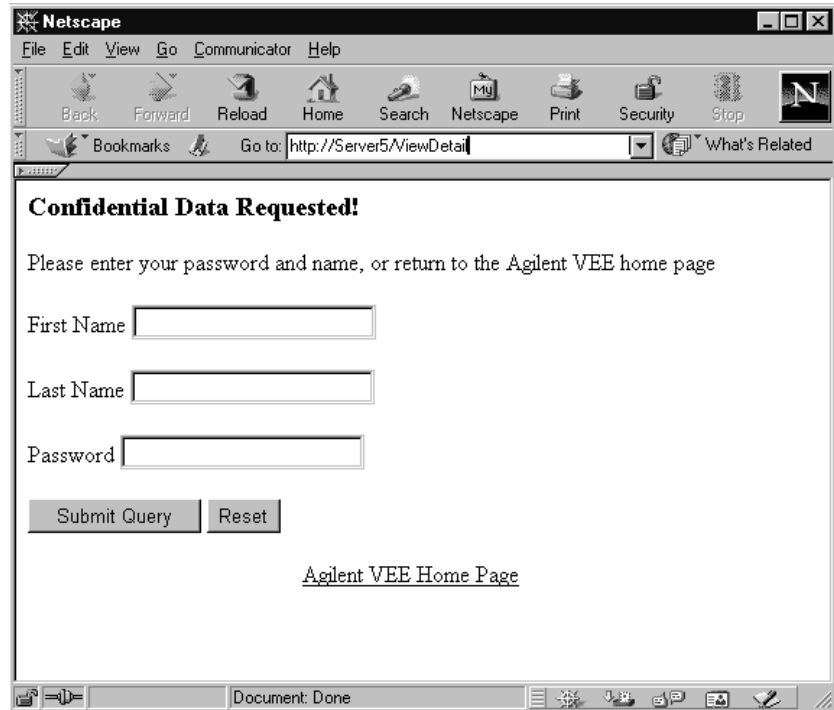 Netscape
File Edit View Go Communicator Help
Back Forward Reload Home Search My Netscape Print Security Stop N
Bookmarks Go to: http://Server5/ViewDetail What's Related
Confidential Data Requested!
Please enter your password and name, or return to the Agilent VEE home page
First Name
Last Name
Password
Submit Query Reset
Agilent VEE Home Page
Document: Done